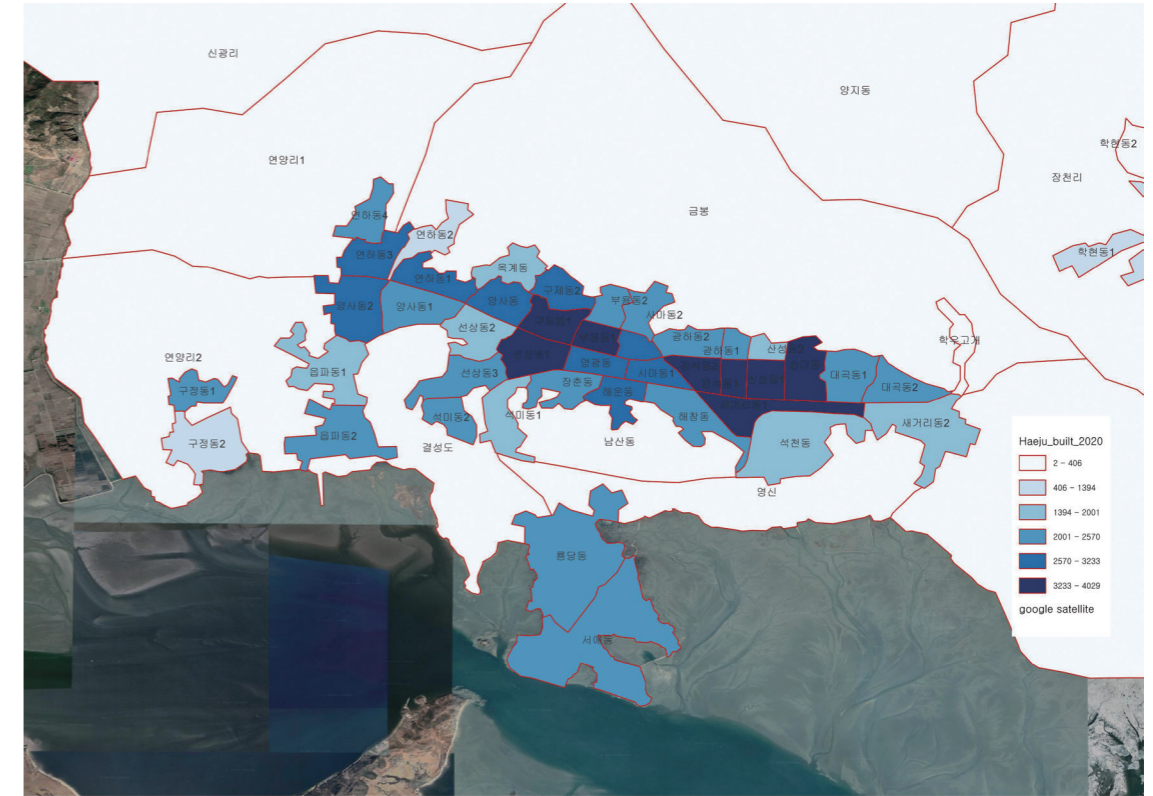 신광리
양지동
학현동2
연양리1
장천리
금봉
연하동4
연하동2
연하동3
학현동1
옥계동
연하동1
구제동2
양사동2
양사동1
양사동
부용동2
사마동2
선상동2
광하동2
학우고개
광하동1
산성동2
연양리2
영광동
읍파동1
선상동3
사마동1
대곡동1
장춘동
대곡동2
구정동1
해운동
석미동2
석미동1
해창동
새거리동2
읍파동2
구정동2
결성도
남산동
석천동
영신
Haeju_built_2020
2 – 406
406 – 1394
1394 – 2001
2001 – 2570
2570 – 3233
3233 – 4029
google satellite
룡당동
서애동